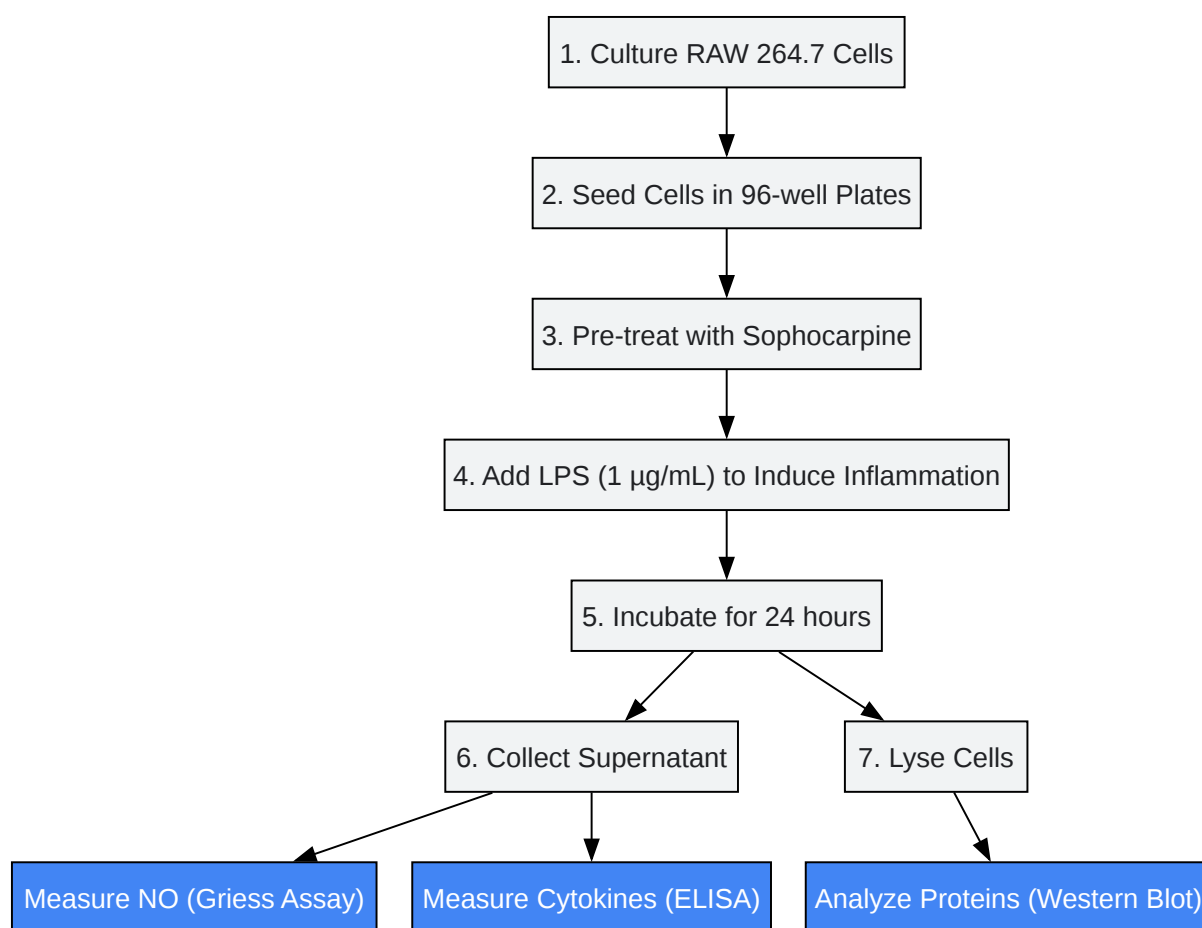 1. Culture RAW 264.7 Cells
2. Seed Cells in 96-well Plates
3. Pre-treat with Sophocarpine
4. Add LPS (1 µg/mL) to Induce Inflammation
5. Incubate for 24 hours
6. Collect Supernatant
7. Lyse Cells
Measure NO (Griess Assay)
Measure Cytokines (ELISA)
Analyze Proteins (Western Blot)